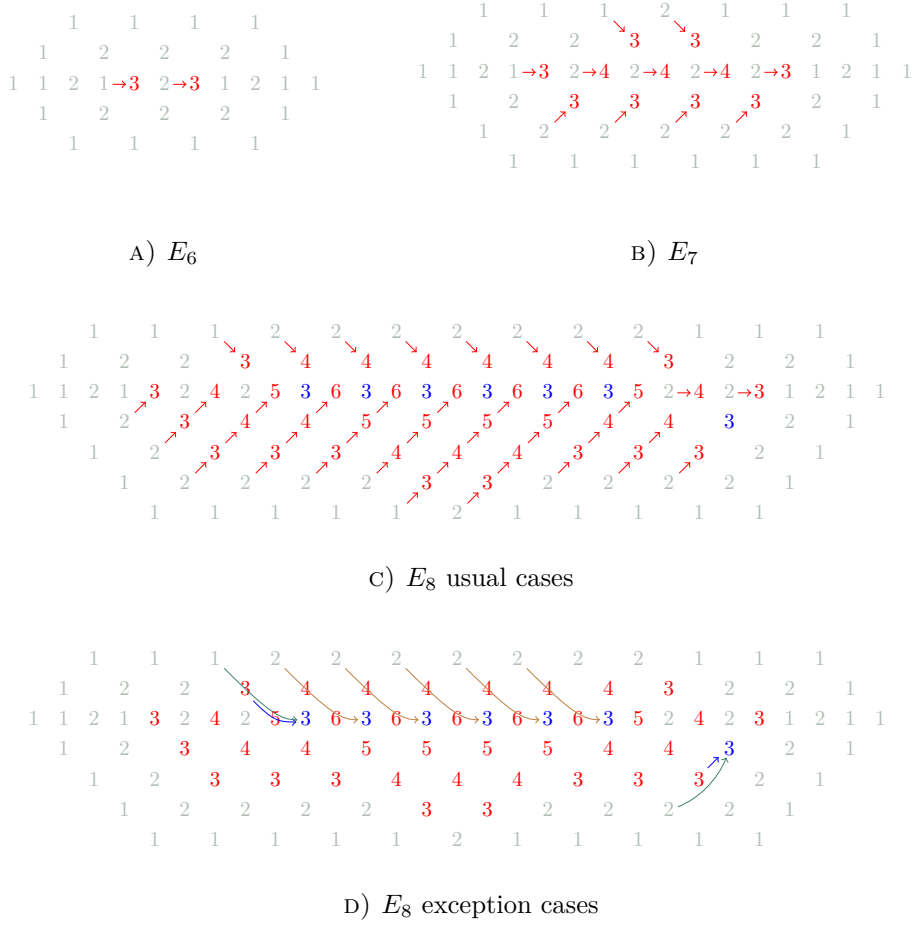 1 1 1 1
1 2 2 2 1
1 1 2 1 → 3 2 → 3 1 2 1 1
1 2 2 2 1
1 1 1 1
A) E₆
1 1 1 2 1 1 1
1 2 2 3 3 2 2 1
1 1 2 1 → 3 2 → 4 2 → 4 2 → 4 2 → 3 1 2 1 1
1 2 3 3 3 3 2 1
1 2 2 2 2 2 1
1 1 1 1 1 1
B) E₇
1 1 1 2 2 2 2 2 2 2 1 1 1
1 2 2 3 4 4 4 4 4 4 3 2 2 1
1 1 2 1 3 2 4 2 5 3 6 3 6 3 6 3 6 3 6 3 5 2 → 4 2 → 3 1 2 1 1
1 2 3 4 4 5 5 5 5 4 4 3 2 1
1 2 3 3 3 4 4 4 3 3 3 2 1
1 2 2 2 2 3 3 2 2 2 2 1
1 1 1 1 1 2 1 1 1 1 1
C) E₈ usual cases
1 1 1 2 2 2 2 2 2 2 1 1 1
1 2 2 3 4 4 4 4 4 4 3 2 2 1
1 1 2 1 3 2 4 2 5 3 6 3 6 3 6 3 6 3 6 3 5 2 4 2 3 1 2 1 1
1 2 3 4 4 5 5 5 5 4 4 3 2 1
1 2 3 3 3 4 4 4 3 3 3 2 1
1 2 2 2 2 3 3 2 2 2 2 1
1 1 1 1 1 2 1 1 1 1 1
D) E₈ exception cases